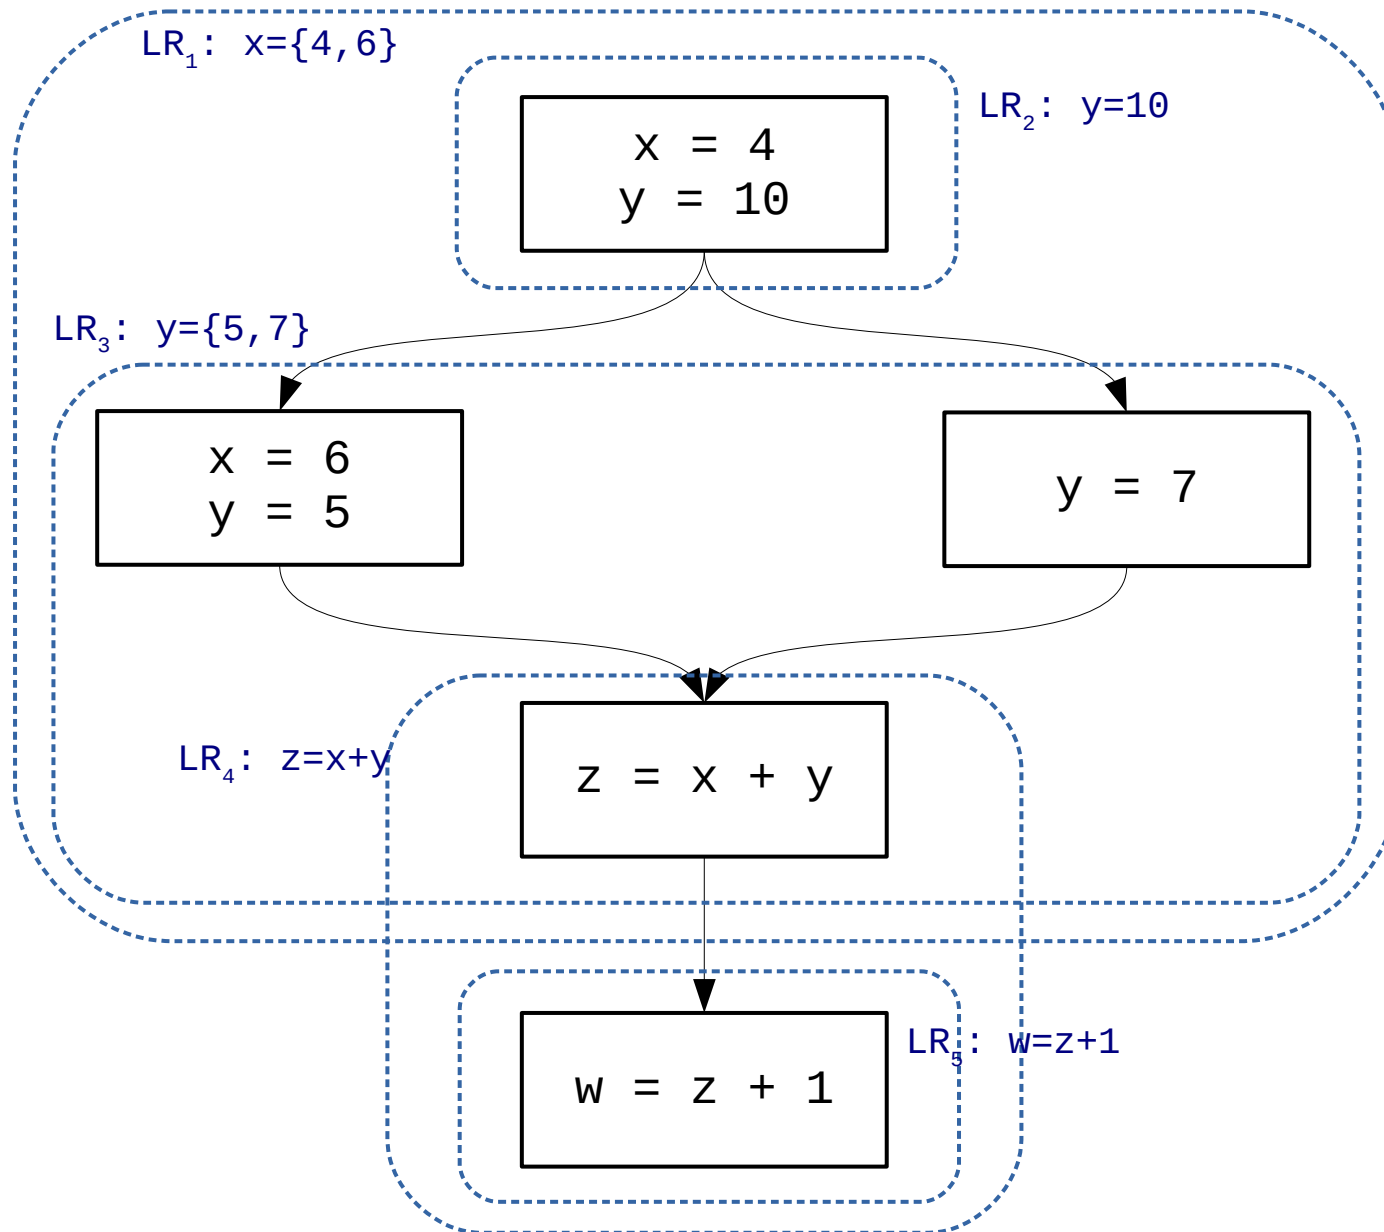 LR₁: x={4,6}
LR₂: y=10
x = 4
y = 10
LR₃: y={5,7}
x = 6
y = 5
y = 7
LR₄: z=x+y
z = x + y
LR₅: w=z+1
w = z + 1